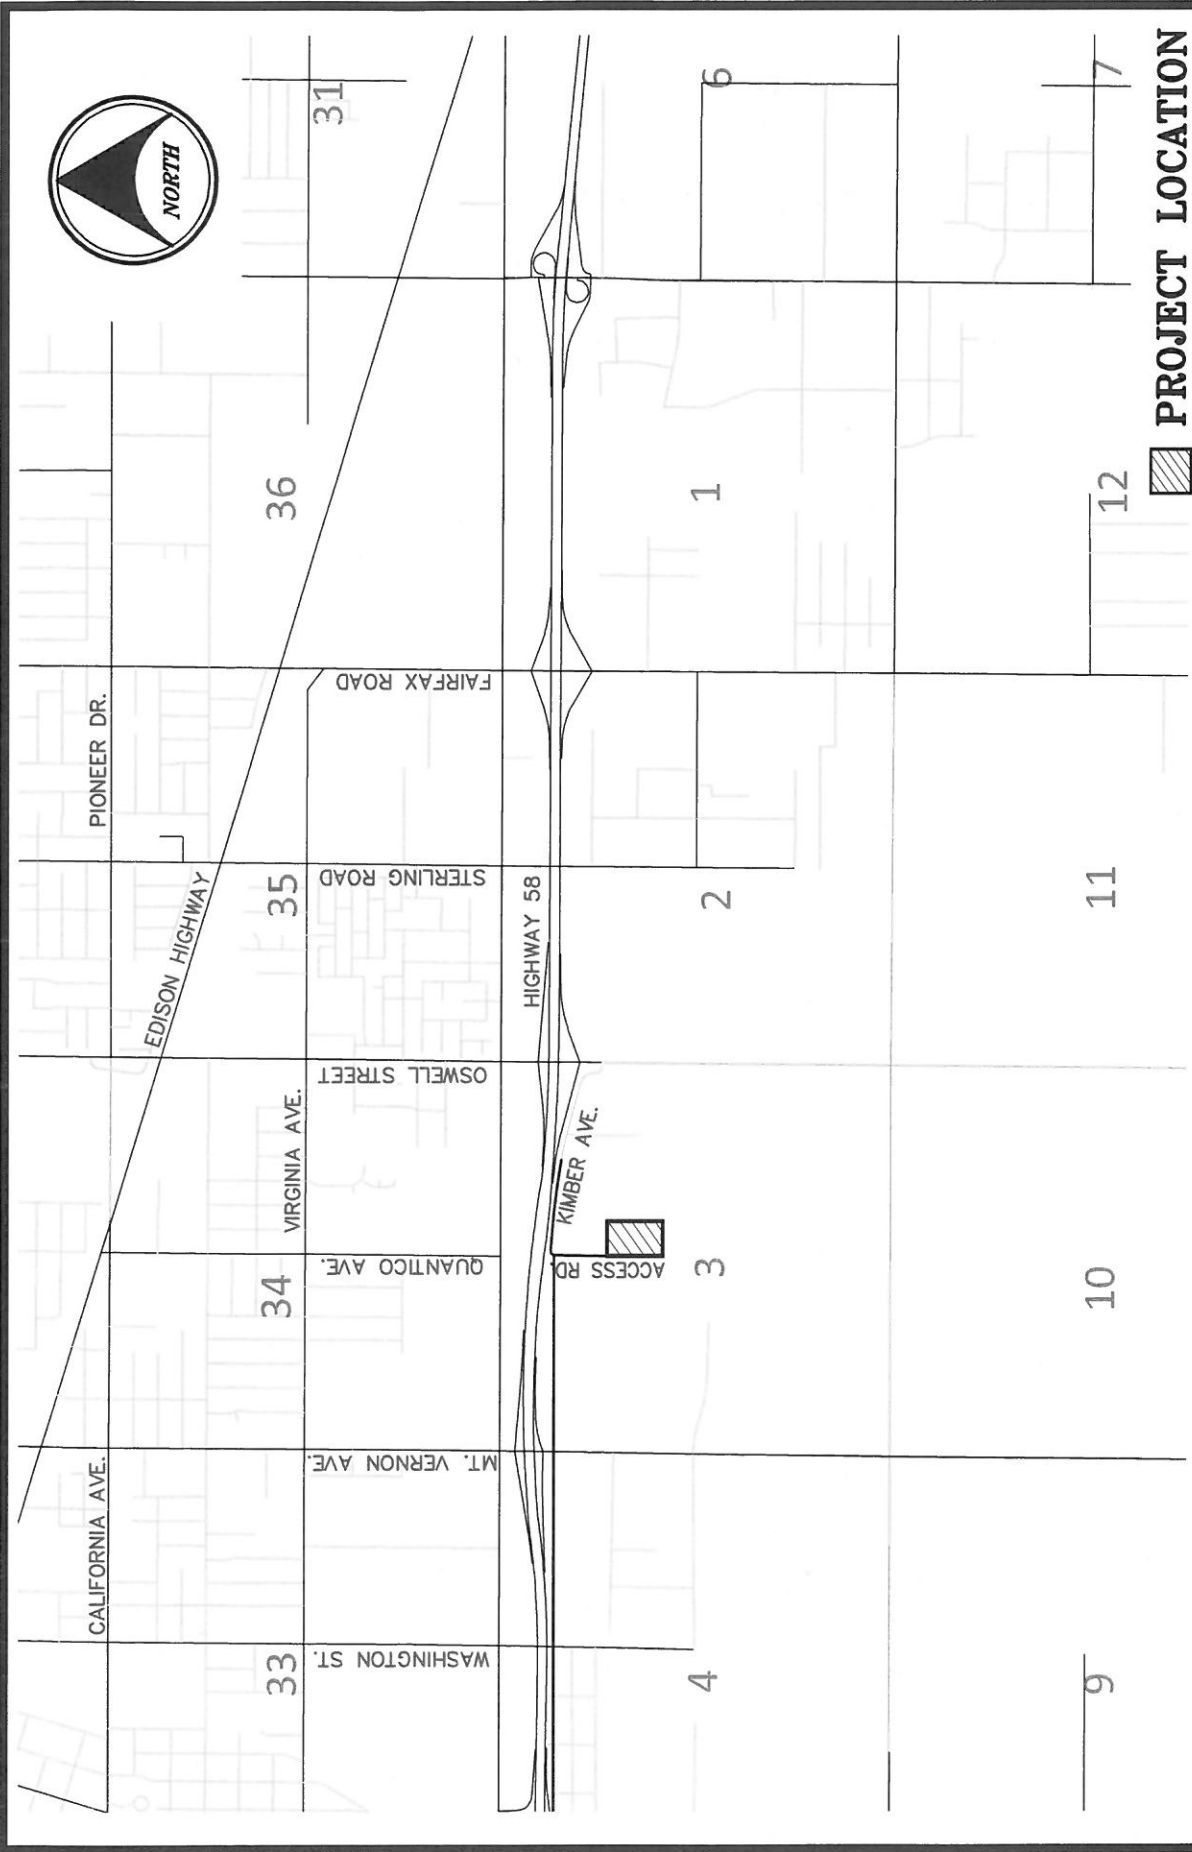 CALIFORNIA AVE.
PIONEER DR.
NORTH
EDISON HIGHWAY
33
34
VIRGINIA AVE.
35
36
31
WASHINGTON ST.
MT. VERNON AVE.
QUANTICO AVE.
OSWELL STREET
STERLING ROAD
FAIRFAX ROAD
HIGHWAY 58
KIMBER AVE.
ACCESS RD.
4
3
2
1
6
9
10
11
12
7
PROJECT LOCATION